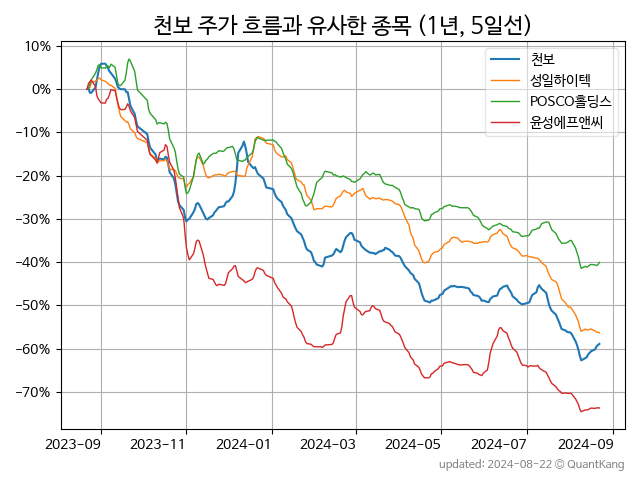 천보 주가 흐름과 유사한 종목 (1년, 5일선)
천보
성일하이텍
POSCO홀딩스
윤성에프앤씨
10%
0%
−10%
−20%
−30%
−40%
−50%
−60%
−70%
2023-09 2023-11 2024-01 2024-03 2024-05 2024-07 2024-09
updated: 2024-08-22 © QuantKang